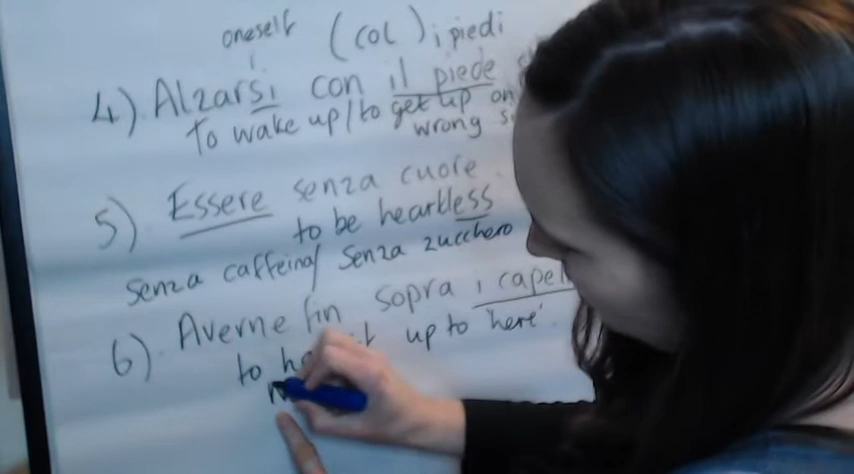 oneself (col) i piedi
4). Alzarsi con il piede
To wake up/to get up on
wrong
5) Essere senza cuore
to be heartless
senza caffeina/ senza zucchero
6). Averne fin sopra i
to up to 'here'